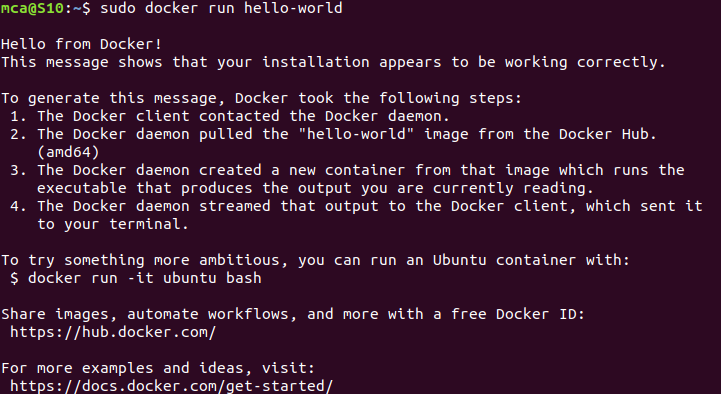 mca@S10:~$ sudo docker run hello-world
Hello from Docker!
This message shows that your installation appears to be working correctly.
To generate this message, Docker took the following steps:
1. The Docker client contacted the Docker daemon.
2. The Docker daemon pulled the "hello-world" image from the Docker Hub.
(amd64)
3. The Docker daemon created a new container from that image which runs the
executable that produces the output you are currently reading.
4. The Docker daemon streamed that output to the Docker client, which sent it
to your terminal.
To try something more ambitious, you can run an Ubuntu container with:
$ docker run -it ubuntu bash
Share images, automate workflows, and more with a free Docker ID:
https://hub.docker.com/
For more examples and ideas, visit:
https://docs.docker.com/get-started/